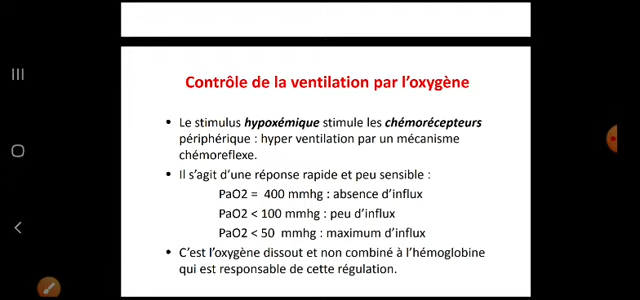 Contrôle de la ventilation par l'oxygène
• Le stimulus hypoxémique stimule les chémorécepteurs
périphérique : hyper ventilation par un mécanisme
chémoreflexe.
• Il s'agit d'une réponse rapide et peu sensible :
PaO2 = 400 mmhg : absence d'influx
PaO2 < 100 mmhg : peu d'influx
PaO2 < 50 mmhg : maximum d'influx
• C'est l'oxygène dissout et non combiné à l'hémoglobine
qui est responsable de cette régulation.